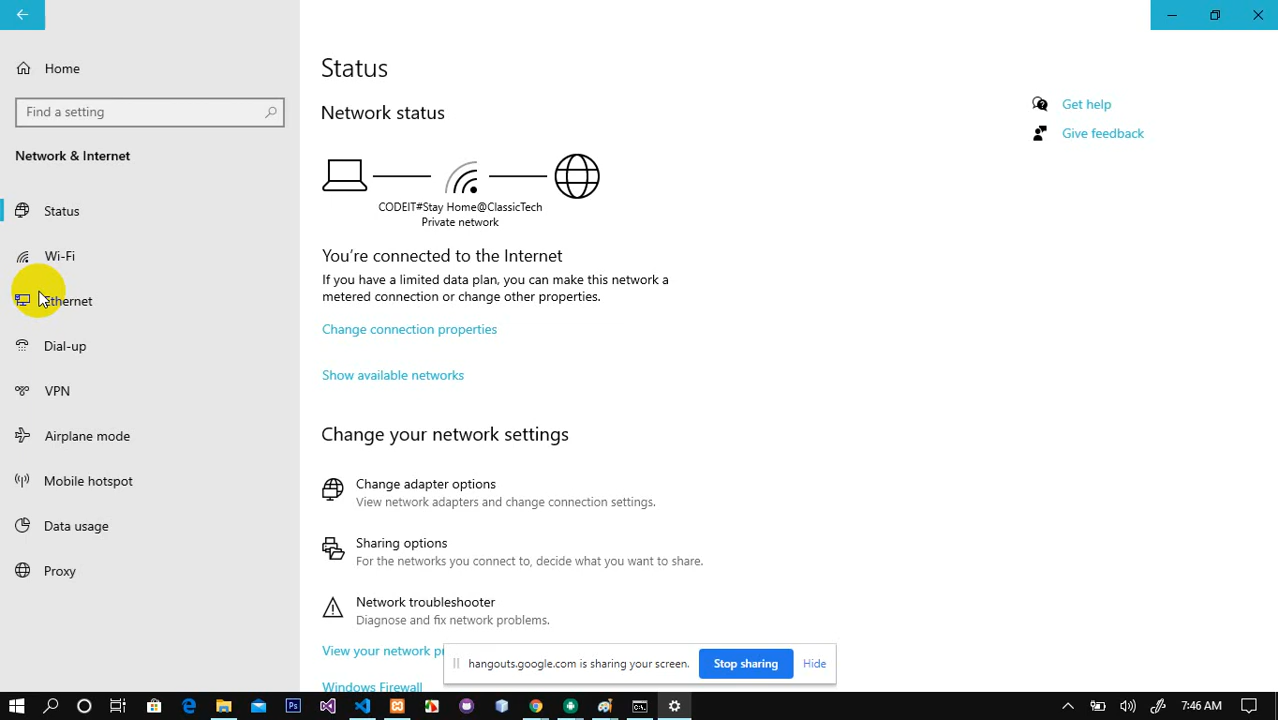 Home
Find a setting
Network & Internet
Status
Wi-Fi
Ethernet
Dial-up
VPN
Airplane mode
Mobile hotspot
Data usage
Proxy
Status
Network status
CODEIT#Stay Home@ClassicTech
Private network
You're connected to the Internet
If you have a limited data plan, you can make this network a
metered connection or change other properties.
Change connection properties
Show available networks
Change your network settings
Change adapter options
View network adapters and change connection settings.
Sharing options
For the networks you connect to, decide what you want to share.
Network troubleshooter
Diagnose and fix network problems.
View your network
Windows Firewall
Get help
Give feedback
hangouts.google.com is sharing your screen.
Stop sharing
Hide
Ps
7:46 AM